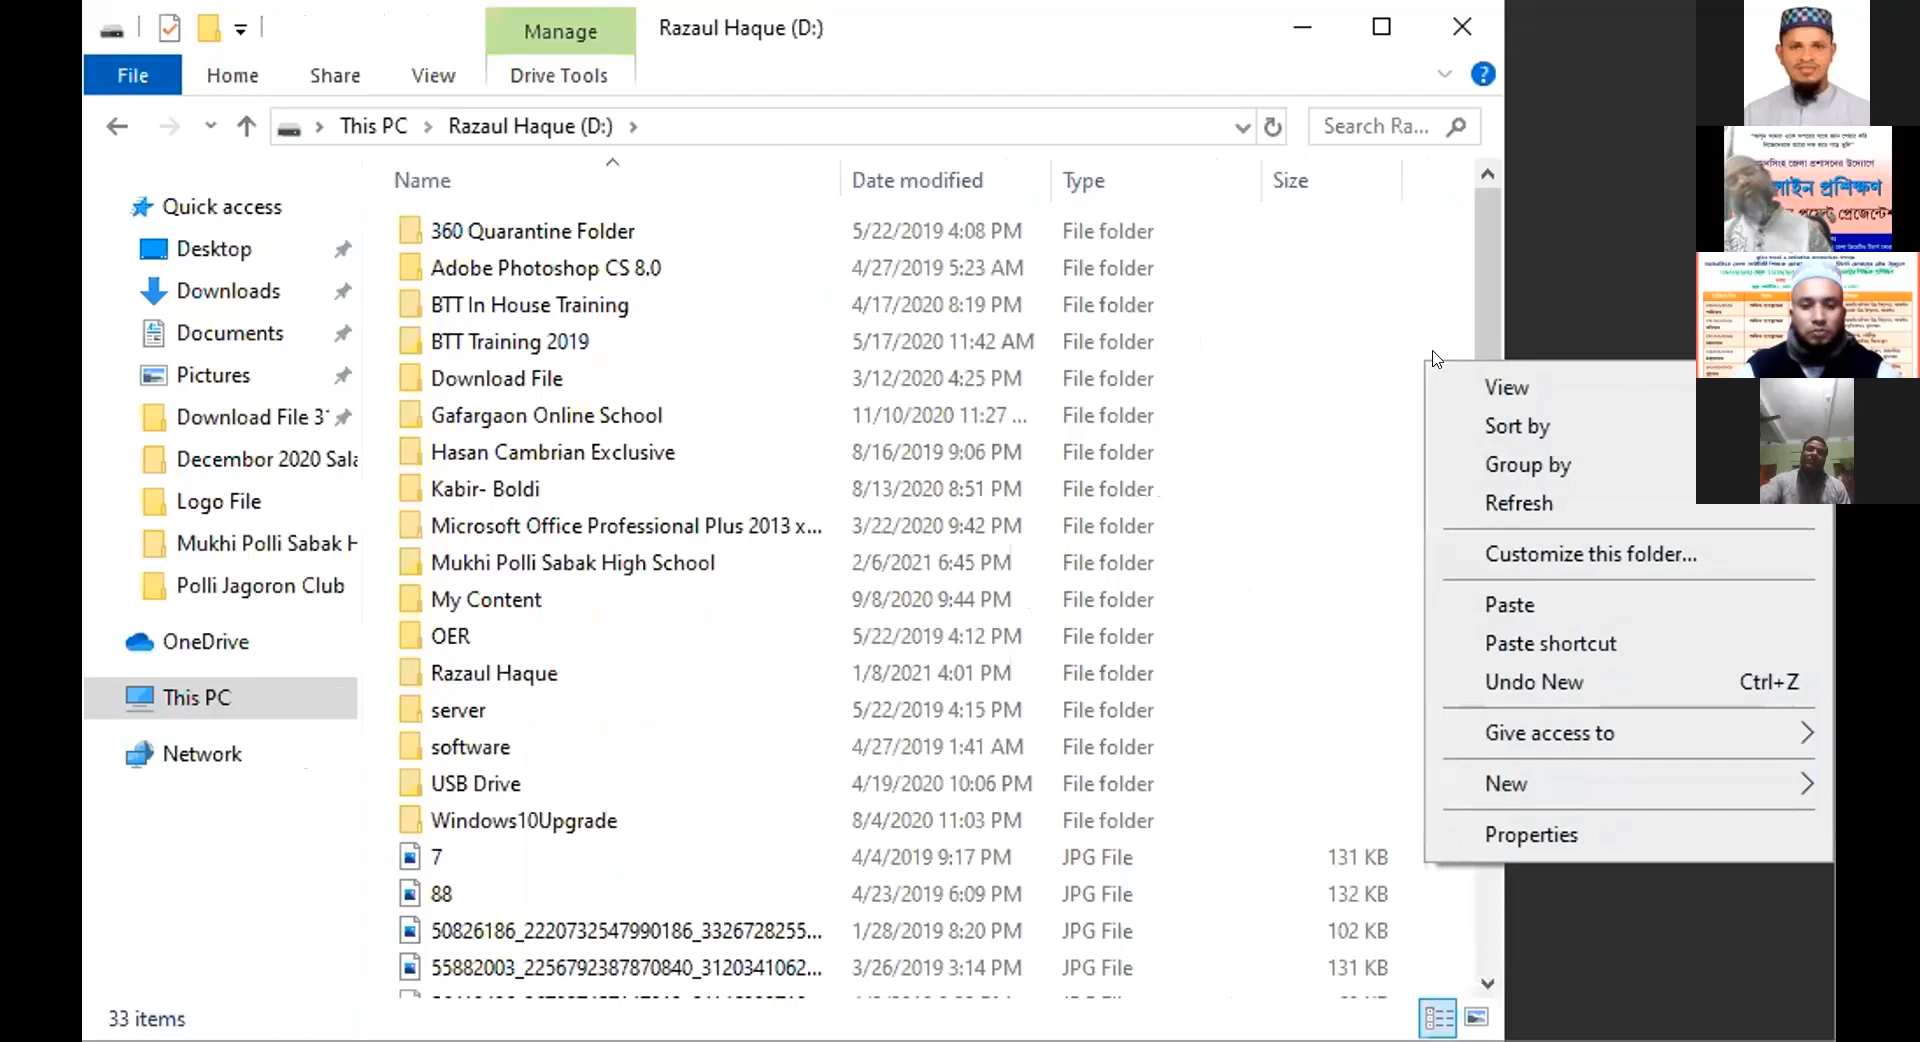 Manage
Razaul Haque (D:)
File
Home
Share
View
Drive Tools
This PC
Razaul Haque (D:)
Search Ra...
Name
Date modified
Type
Size
Quick access
Desktop
Downloads
Documents
Pictures
Download File 3
Decembor 2020 Sala
Logo File
Mukhi Polli Sabak H
Polli Jagoron Club
OneDrive
This PC
Network
360 Quarantine Folder 5/22/2019 4:08 PM File folder
Adobe Photoshop CS 8.0 4/27/2019 5:23 AM File folder
BTT In House Training 4/17/2020 8:19 PM File folder
BTT Training 2019 5/17/2020 11:42 AM File folder
Download File 3/12/2020 4:25 PM File folder
Gafargaon Online School 11/10/2020 11:27 ... File folder
Hasan Cambrian Exclusive 8/16/2019 9:06 PM File folder
Kabir- Boldi 8/13/2020 8:51 PM File folder
Microsoft Office Professional Plus 2013 x... 3/22/2020 9:42 PM File folder
Mukhi Polli Sabak High School 2/6/2021 6:45 PM File folder
My Content 9/8/2020 9:44 PM File folder
OER 5/22/2019 4:12 PM File folder
Razaul Haque 1/8/2021 4:01 PM File folder
server 5/22/2019 4:15 PM File folder
software 4/27/2019 1:41 AM File folder
USB Drive 4/19/2020 10:06 PM File folder
Windows10Upgrade 8/4/2020 11:03 PM File folder
7 4/4/2019 9:17 PM JPG File 131 KB
88 4/23/2019 6:09 PM JPG File 132 KB
50826186_2220732547990186_3326728255... 1/28/2019 8:20 PM JPG File 102 KB
55882003_2256792387870840_3120341062... 3/26/2019 3:14 PM JPG File 131 KB
33 items
View
Sort by
Group by
Refresh
Customize this folder...
Paste
Paste shortcut
Undo New Ctrl+Z
Give access to
New
Properties
জেলা প্রশাসনের উদ্যোগে
লাইন প্রশিক্ষণ